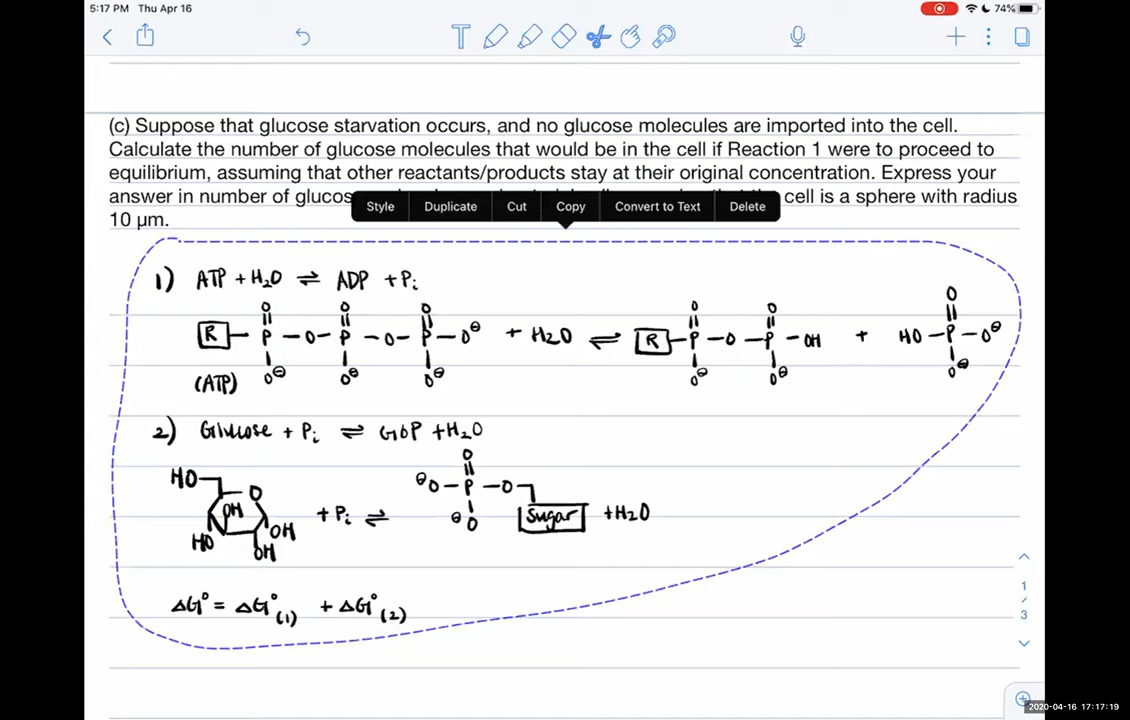 5:17 PM Thu Apr 16
74%
(c) Suppose that glucose starvation occurs, and no glucose molecules are imported into the cell.
Calculate the number of glucose molecules that would be in the cell if Reaction 1 were to proceed to
equilibrium, assuming that other reactants/products stay at their original concentration. Express your
answer in number of glucos cell is a sphere with radius
10 µm.
Style Duplicate Cut Copy Convert to Text Delete
1) ATP + H2O ⇌ ADP + Pi
O O O O O O
R - P - O - P - O - P - O⊖ + H2O ⇌ R - P - O - P - OH + HO - P - O⊖
(ATP) O⊖ O⊖ O⊖ O⊖ O⊖ O⊖
2) Glucose + Pi ⇌ G6P + H2O
O
HO O ⊖O - P - O
OH + Pi ⇌ ⊖O Sugar + H2O
HO OH OH
ΔG° = ΔG°(1) + ΔG°(2)
1
/
3
2020-04-16 17:17:19